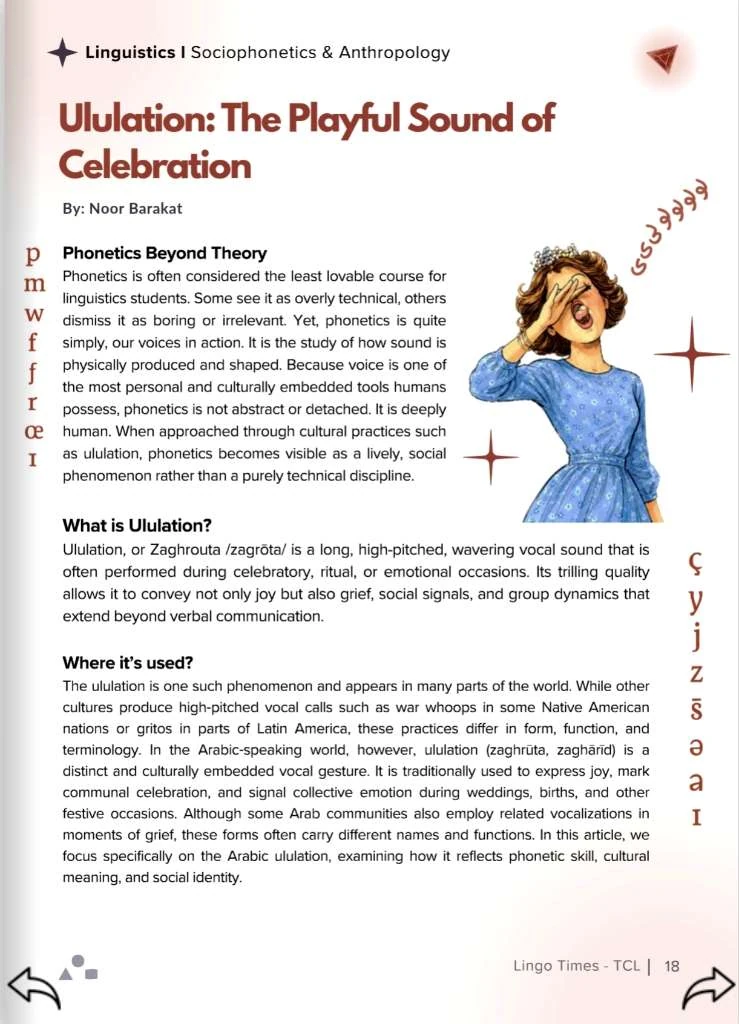 Linguistics I Sociophonetics & Anthropology
Ululation: The Playful Sound of
Celebration
By: Noor Barakat
Phonetics Beyond Theory
Phonetics is often considered the least lovable course for
linguistics students. Some see it as overly technical, others
dismiss it as boring or irrelevant. Yet, phonetics is quite
simply, our voices in action. It is the study of how sound is
physically produced and shaped. Because voice is one of
the most personal and culturally embedded tools humans
possess, phonetics is not abstract or detached. It is deeply
human. When approached through cultural practices such
as ululation, phonetics becomes visible as a lively, social
phenomenon rather than a purely technical discipline.
p
m
w
f
ʃ
r
œ
ɪ
What is Ululation?
Ululation, or Zaghrouta /zagrōta/ is a long, high-pitched, wavering vocal sound that is
often performed during celebratory, ritual, or emotional occasions. Its trilling quality
allows it to convey not only joy but also grief, social signals, and group dynamics that
extend beyond verbal communication.
Where it's used?
The ululation is one such phenomenon and appears in many parts of the world. While other
cultures produce high-pitched vocal calls such as war whoops in some Native American
nations or gritos in parts of Latin America, these practices differ in form, function, and
terminology. In the Arabic-speaking world, however, ululation (zaghrūta, zaghārīd) is a
distinct and culturally embedded vocal gesture. It is traditionally used to express joy, mark
communal celebration, and signal collective emotion during weddings, births, and other
festive occasions. Although some Arab communities also employ related vocalizations in
moments of grief, these forms often carry different names and functions. In this article, we
focus specifically on the Arabic ululation, examining how it reflects phonetic skill, cultural
meaning, and social identity.
ç
y
j
z
s̄
ə
a
ɪ
Lingo Times - TCL | 18